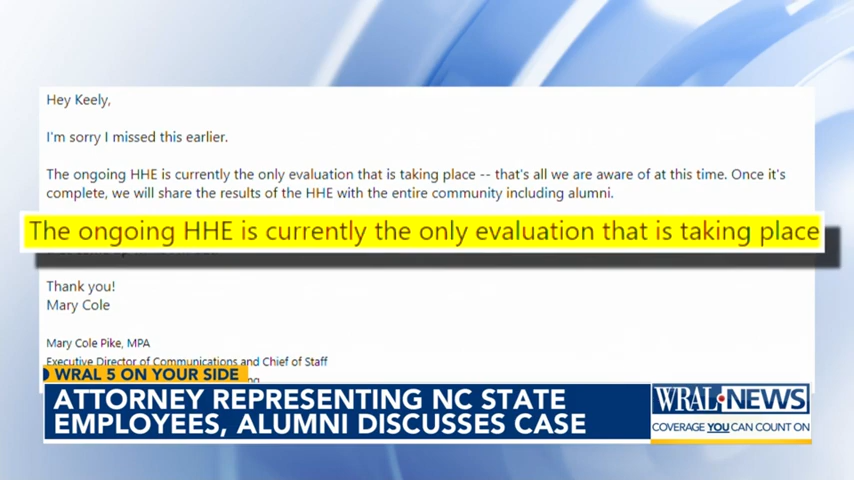 Hey Keely,
I'm sorry I missed this earlier.
The ongoing HHE is currently the only evaluation that is taking place -- that's all we are aware of at this time. Once it's
complete, we will share the results of the HHE with the entire community including alumni.
The ongoing HHE is currently the only evaluation that is taking place
Thank you!
Mary Cole
Mary Cole Pike, MPA
Executive Director of Communications and Chief of Staff
WRAL 5 ON YOUR SIDE
ATTORNEY REPRESENTING NC STATE
EMPLOYEES, ALUMNI DISCUSSES CASE
WRAL NEWS
COVERAGE YOU CAN COUNT ON